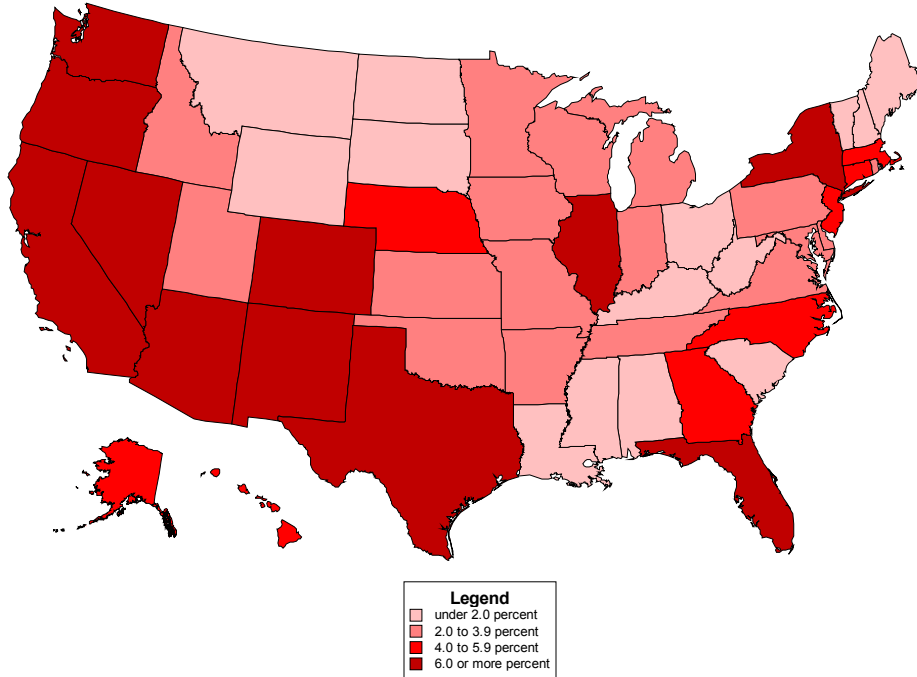 Legend
under 2.0 percent
2.0 to 3.9 percent
4.0 to 5.9 percent
6.0 or more percent